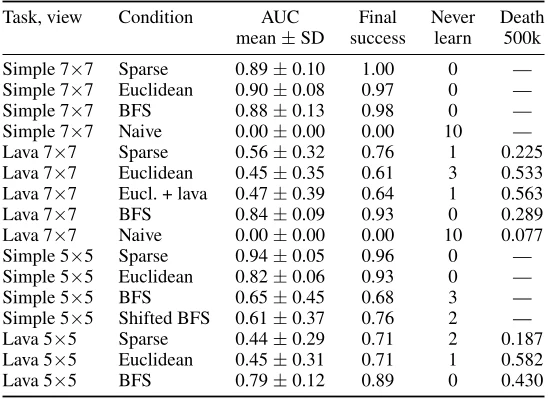 Task, view Condition AUC Final Never Death
mean ± SD success learn 500k
Simple 7×7 Sparse 0.89 ± 0.10 1.00 0 —
Simple 7×7 Euclidean 0.90 ± 0.08 0.97 0 —
Simple 7×7 BFS 0.88 ± 0.13 0.98 0 —
Simple 7×7 Naive 0.00 ± 0.00 0.00 10 —
Lava 7×7 Sparse 0.56 ± 0.32 0.76 1 0.225
Lava 7×7 Euclidean 0.45 ± 0.35 0.61 3 0.533
Lava 7×7 Eucl. + lava 0.47 ± 0.39 0.64 1 0.563
Lava 7×7 BFS 0.84 ± 0.09 0.93 0 0.289
Lava 7×7 Naive 0.00 ± 0.00 0.00 10 0.077
Simple 5×5 Sparse 0.94 ± 0.05 0.96 0 —
Simple 5×5 Euclidean 0.82 ± 0.06 0.93 0 —
Simple 5×5 BFS 0.65 ± 0.45 0.68 3 —
Simple 5×5 Shifted BFS 0.61 ± 0.37 0.76 2 —
Lava 5×5 Sparse 0.44 ± 0.29 0.71 2 0.187
Lava 5×5 Euclidean 0.45 ± 0.31 0.71 1 0.582
Lava 5×5 BFS 0.79 ± 0.12 0.89 0 0.430